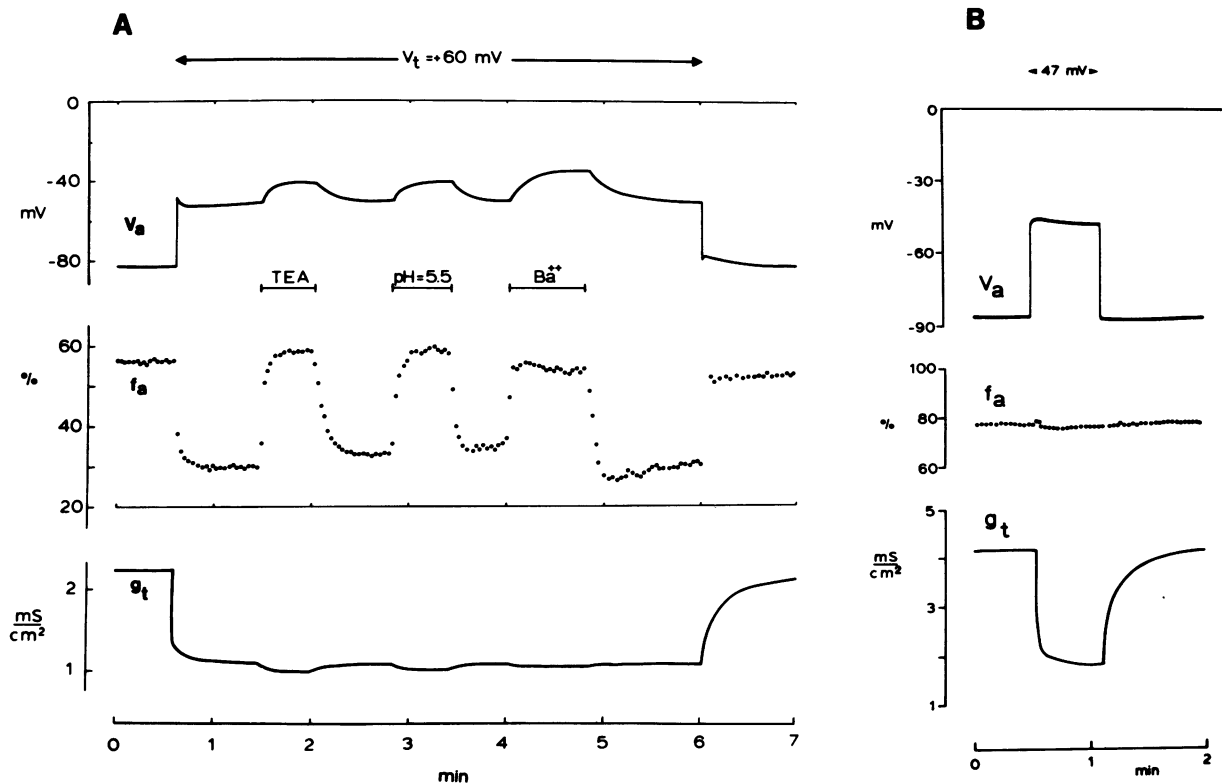 A
V_t = +60 mV
0
-40
-80
mV
V_a
TEA
pH=5.5
Ba⁺⁺
60
40
20
%
f_a
2
1
mS/cm²
g_t
0 1 2 3 4 5 6 7
min
B
47 mV
0
-30
-60
-90
mV
V_a
100
80
60
%
f_a
5
3
1
mS/cm²
g_t
0 1 2
min